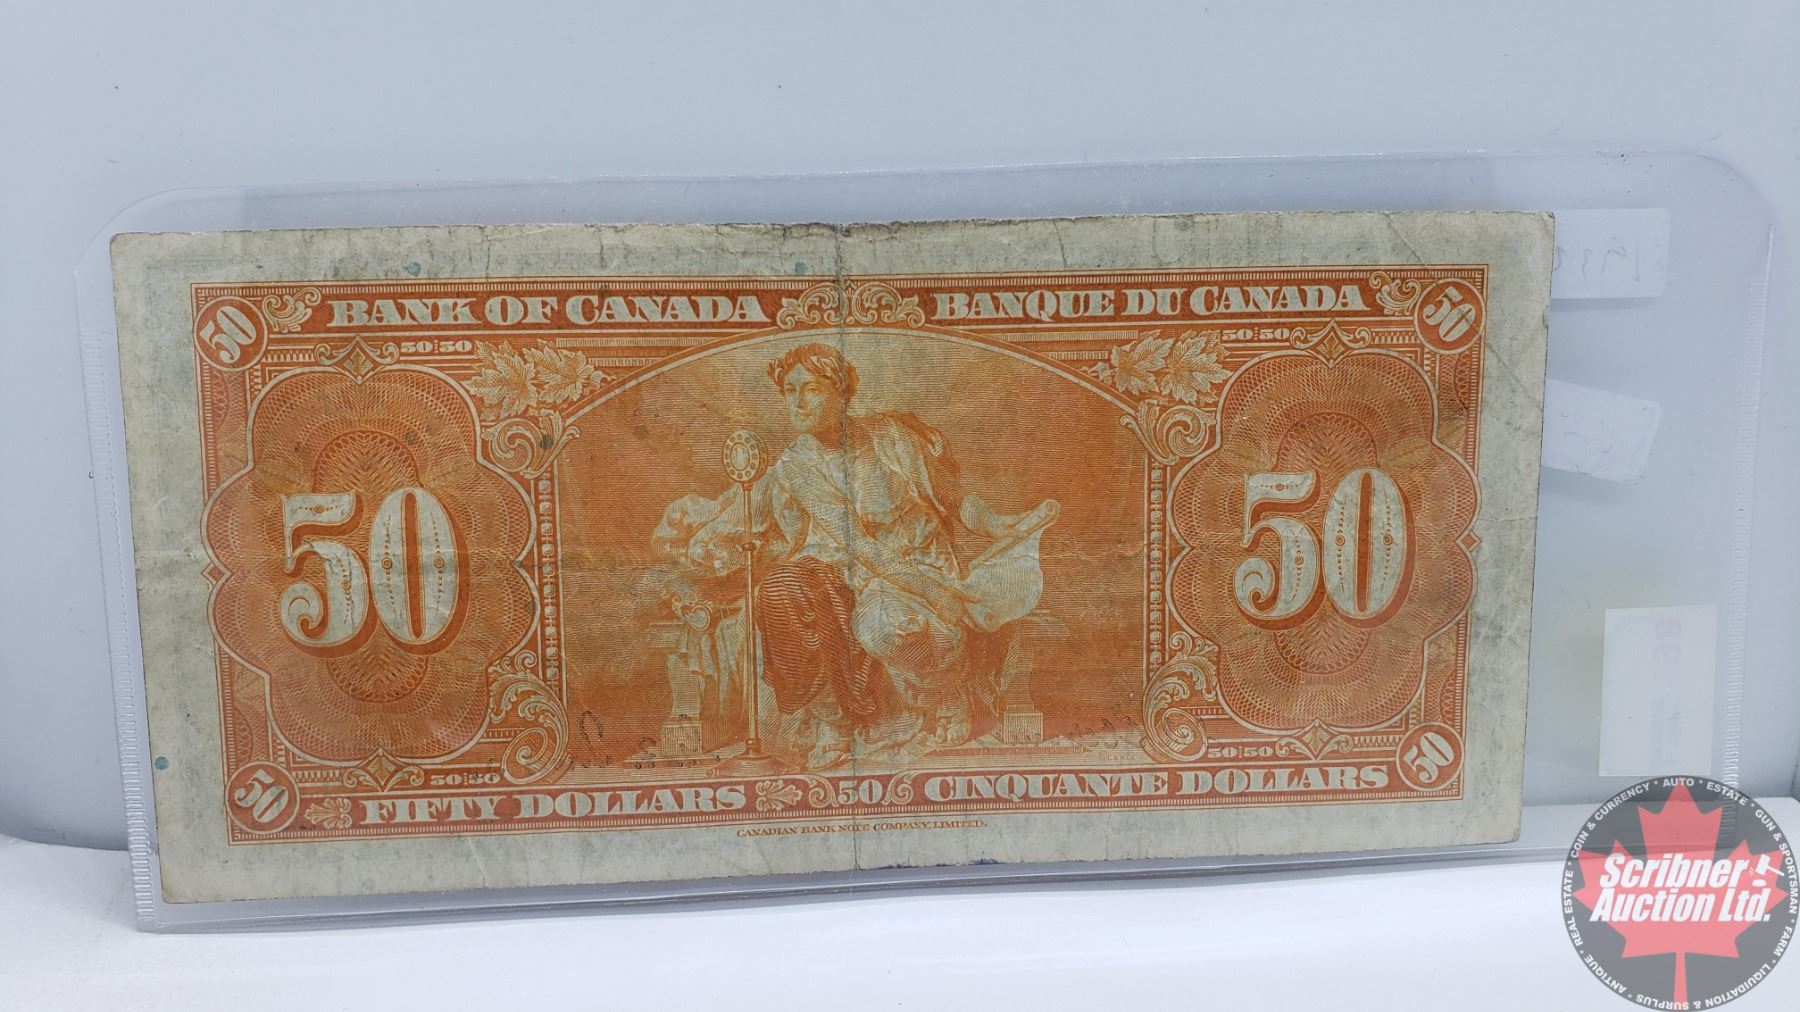 BANK OF CANADA BANQUE DU CANADA
50 50
50:50 50:50
50 50
50:50 50:50
50 50
FIFTY DOLLARS 50 CINQUANTE DOLLARS
CANADIAN BANK NOTE COMPANY, LIMITED.
Scribner
Auction Ltd.
REAL ESTATE * COIN & CURRENCY * AUTO * ESTATE * GUN & SPORTSMAN * FARM * LIQUIDATION & SURPLUS * ANTIQUE *